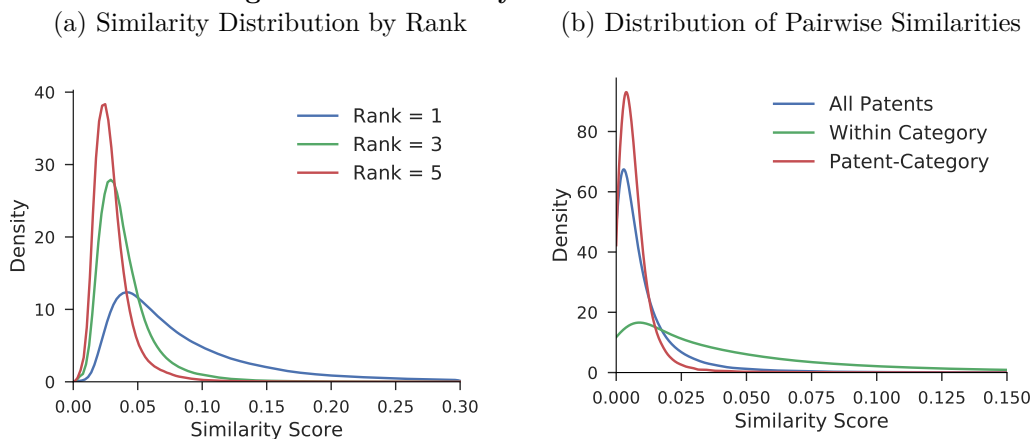 (a) Similarity Distribution by Rank
(b) Distribution of Pairwise Similarities
40
30
20
10
0
Density
Rank = 1
Rank = 3
Rank = 5
0.00 0.05 0.10 0.15 0.20 0.25 0.30
Similarity Score
80
60
40
20
0
Density
All Patents
Within Category
Patent-Category
0.000 0.025 0.050 0.075 0.100 0.125 0.150
Similarity Score